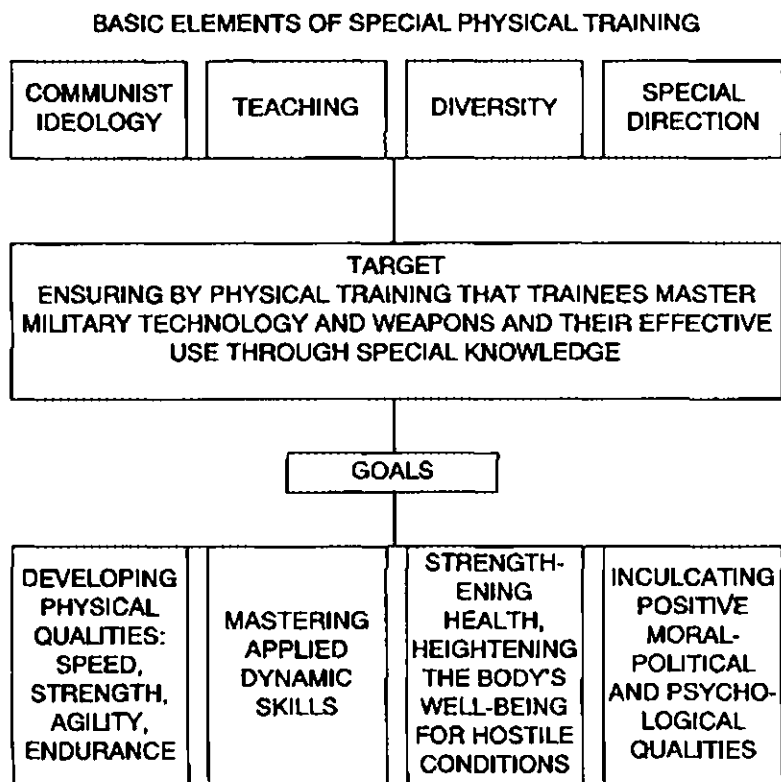 BASIC ELEMENTS OF SPECIAL PHYSICAL TRAINING
COMMUNIST
IDEOLOGY
TEACHING
DIVERSITY
SPECIAL
DIRECTION
TARGET
ENSURING BY PHYSICAL TRAINING THAT TRAINEES MASTER
MILITARY TECHNOLOGY AND WEAPONS AND THEIR EFFECTIVE
USE THROUGH SPECIAL KNOWLEDGE
GOALS
DEVELOPING
PHYSICAL
QUALITIES:
SPEED,
STRENGTH,
AGILITY,
ENDURANCE
MASTERING
APPLIED
DYNAMIC
SKILLS
STRENGTH-
ENING
HEALTH,
HEIGHTENING
THE BODY'S
WELL-BEING
FOR HOSTILE
CONDITIONS
INCULCATING
POSITIVE
MORAL-
POLITICAL
AND PSYCHO-
LOGICAL
QUALITIES